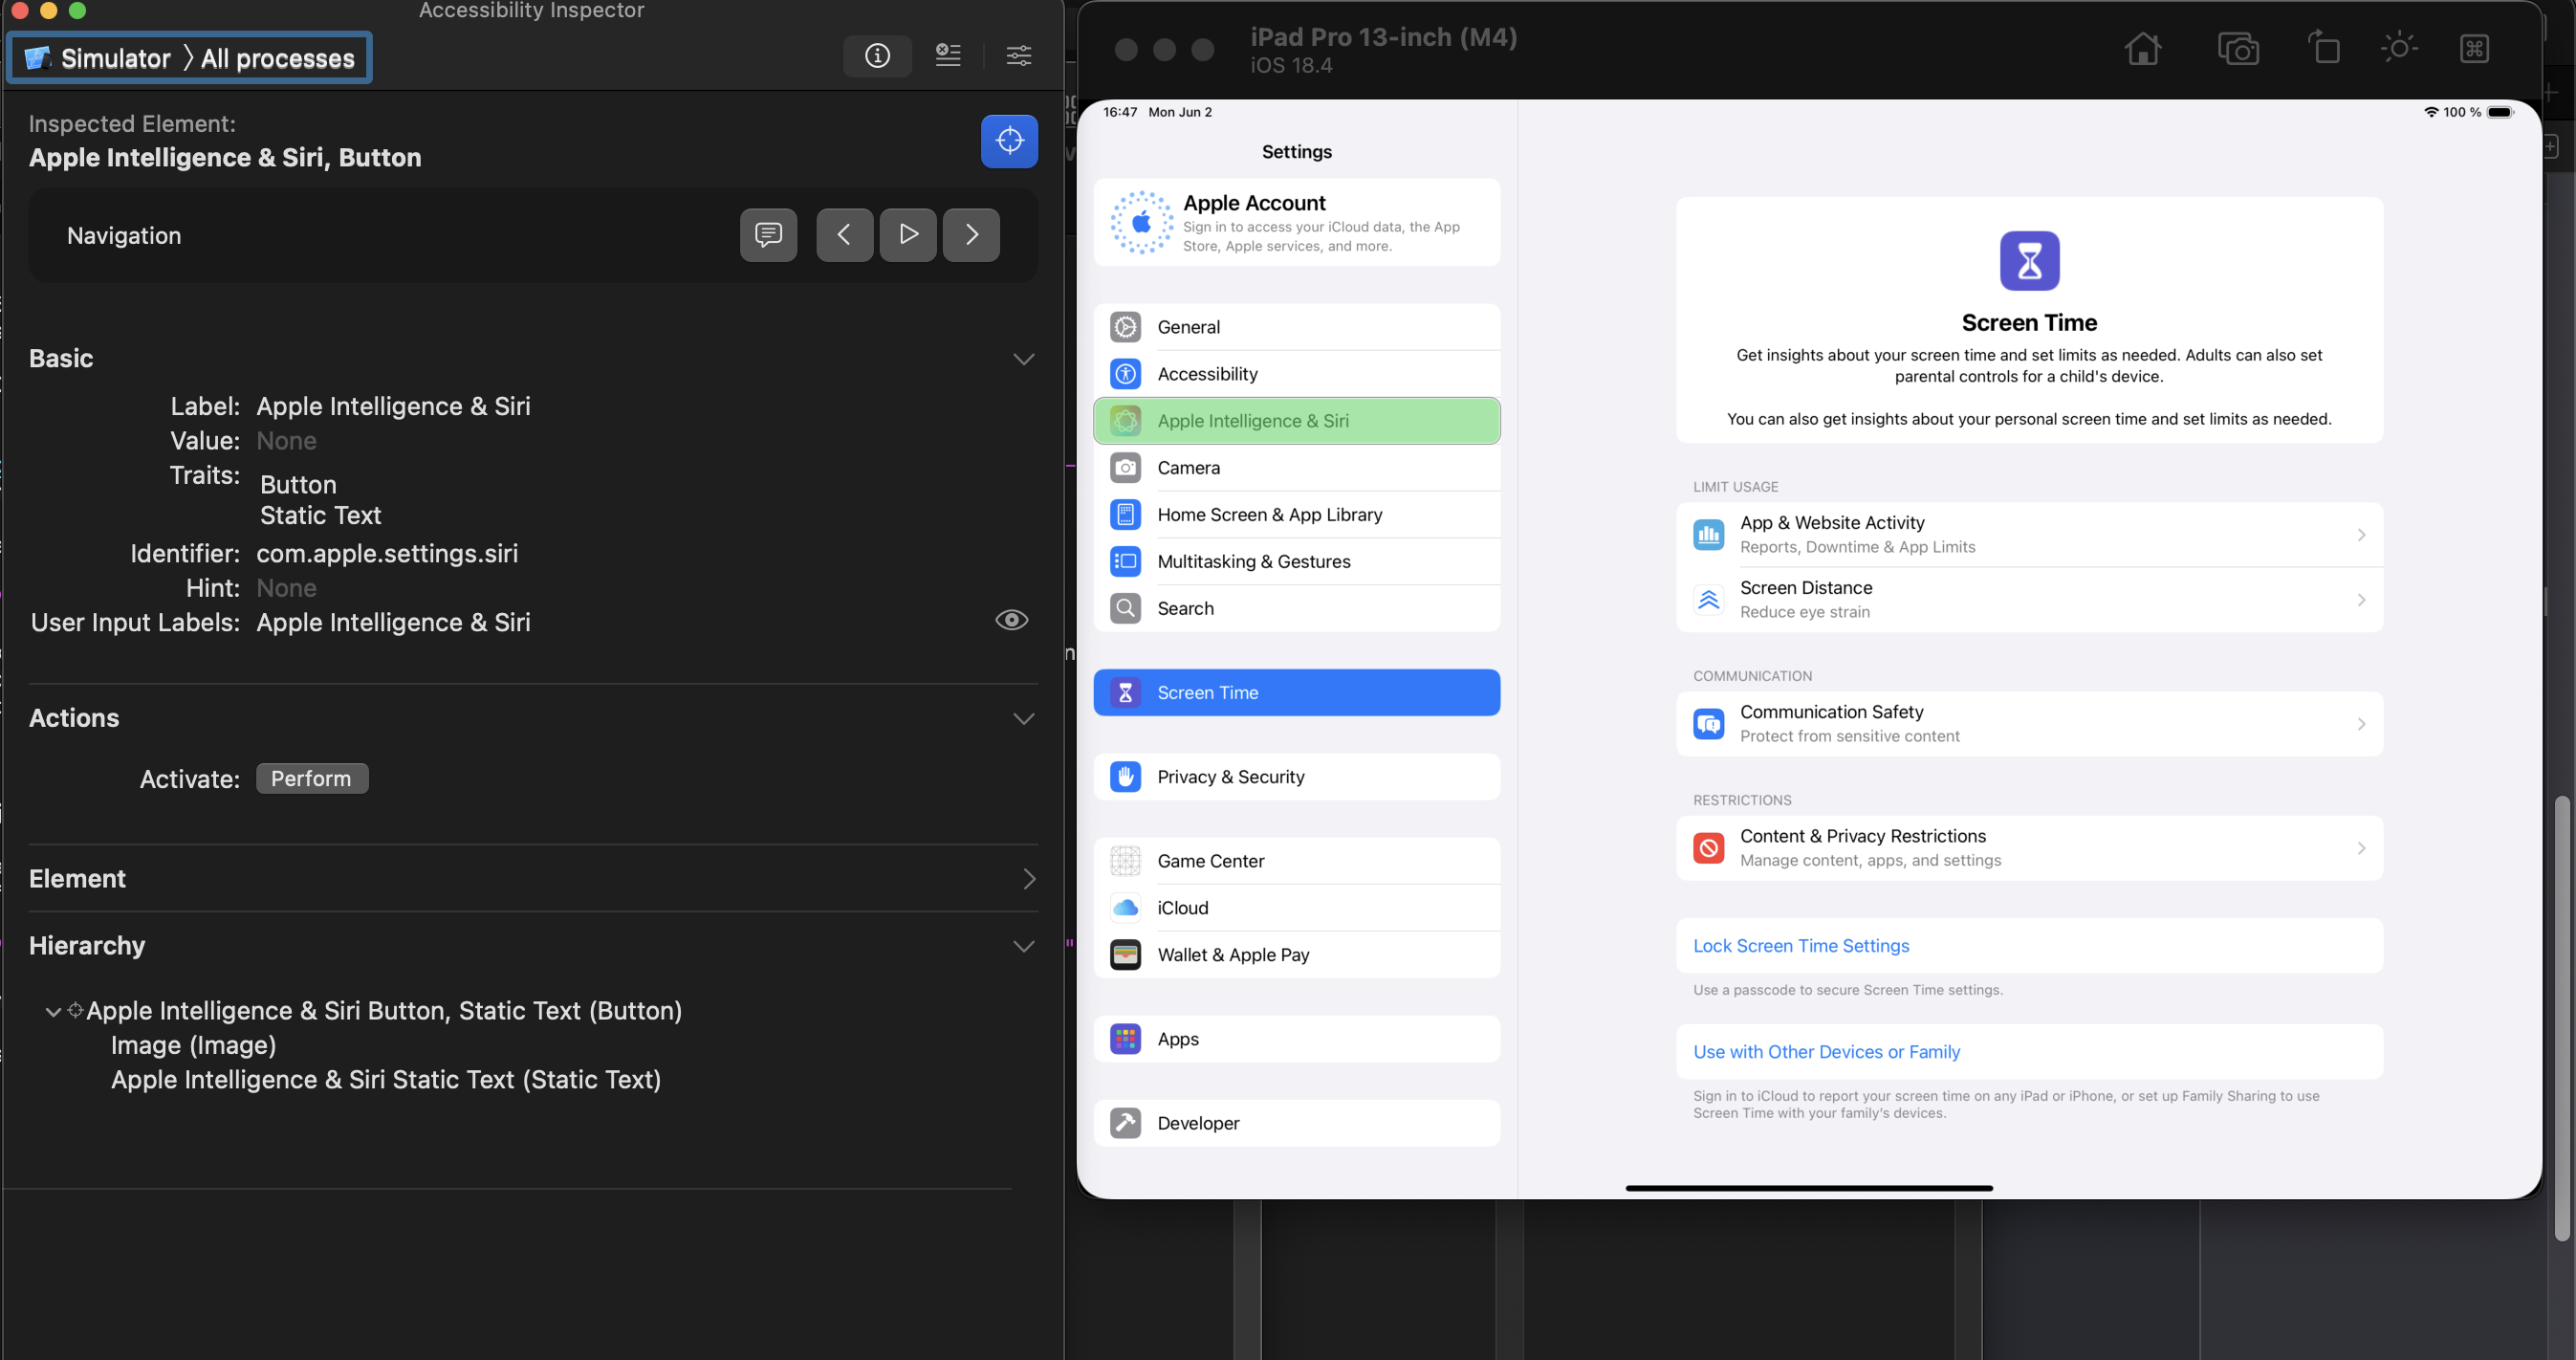 Accessibility Inspector
Simulator 〉All processes
Inspected Element:
Apple Intelligence & Siri, Button
Navigation
Basic
Label: Apple Intelligence & Siri
Value: None
Traits: Button
Static Text
Identifier: com.apple.settings.siri
Hint: None
User Input Labels: Apple Intelligence & Siri
Actions
Activate: Perform
Element
Hierarchy
Apple Intelligence & Siri Button, Static Text (Button)
Image (Image)
Apple Intelligence & Siri Static Text (Static Text)
iPad Pro 13-inch (M4)
iOS 18.4
16:47 Mon Jun 2
100 %
Settings
Apple Account
Sign in to access your iCloud data, the App
Store, Apple services, and more.
General
Accessibility
Apple Intelligence & Siri
Camera
Home Screen & App Library
Multitasking & Gestures
Search
Screen Time
Privacy & Security
Game Center
iCloud
Wallet & Apple Pay
Apps
Developer
Screen Time
Get insights about your screen time and set limits as needed. Adults can also set
parental controls for a child's device.
You can also get insights about your personal screen time and set limits as needed.
LIMIT USAGE
App & Website Activity
Reports, Downtime & App Limits
Screen Distance
Reduce eye strain
COMMUNICATION
Communication Safety
Protect from sensitive content
RESTRICTIONS
Content & Privacy Restrictions
Manage content, apps, and settings
Lock Screen Time Settings
Use a passcode to secure Screen Time settings.
Use with Other Devices or Family
Sign in to iCloud to report your screen time on any iPad or iPhone, or set up Family Sharing to use
Screen Time with your family's devices.